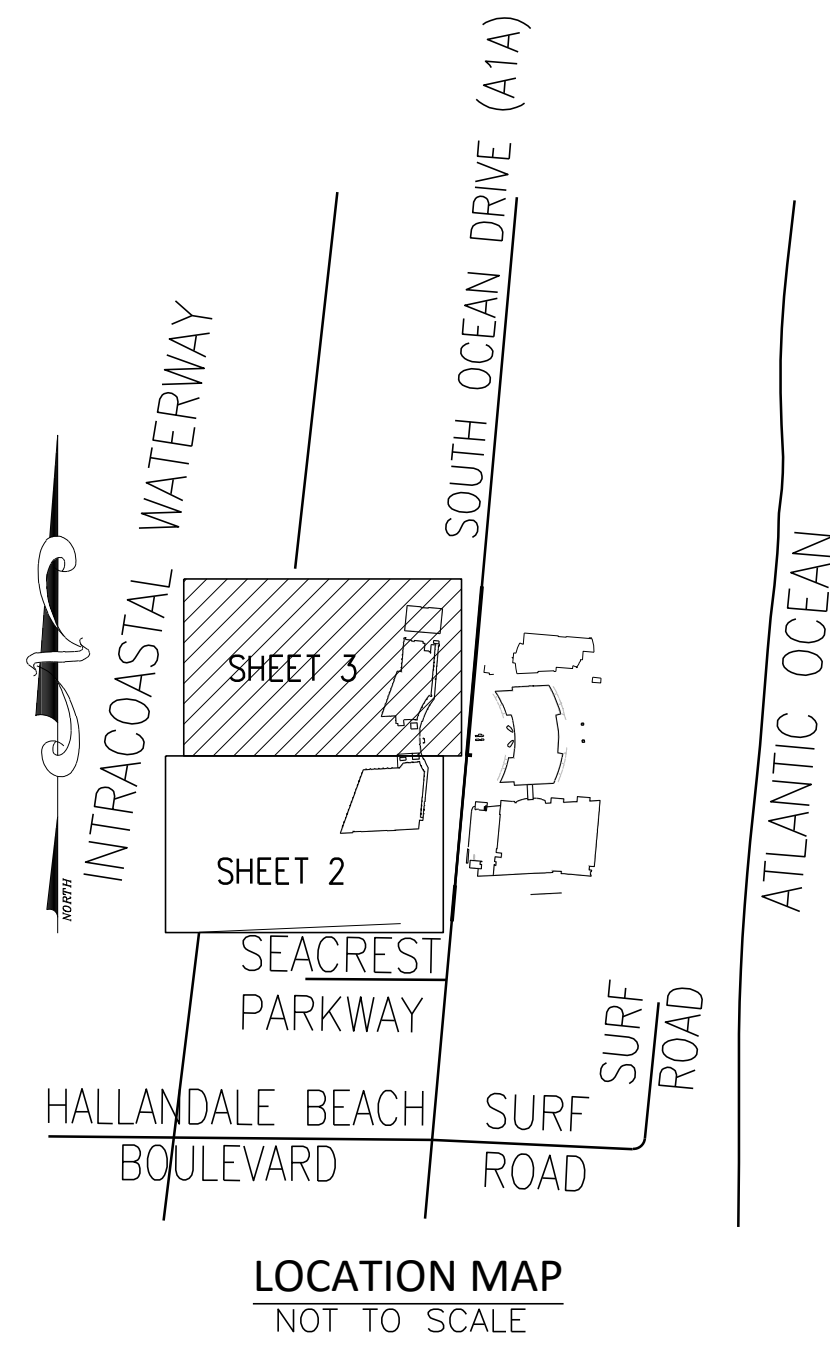 SOUTH OCEAN DRIVE (A1A)
INTRACOASTAL WATERWAY
ATLANTIC OCEAN
SHEET 3
SHEET 2
NORTH
SEACREST
PARKWAY
SURF
ROAD
HALLANDALE BEACH
BOULEVARD
SURF
ROAD
LOCATION MAP
NOT TO SCALE